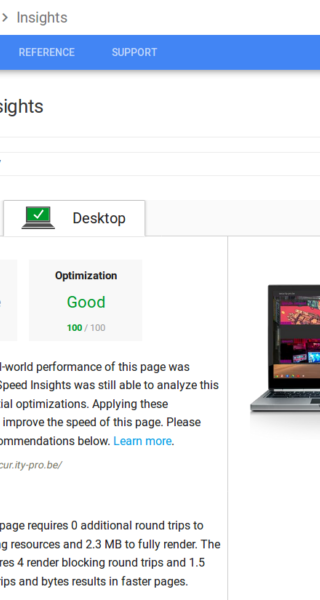 Insights
REFERENCE SUPPORT
sights
Desktop
Optimization
Good
100 / 100
l-world performance of this page was
Speed Insights was still able to analyze this
tial optimizations. Applying these
improve the speed of this page. Please
ommendations below. Learn more.
cur.ity-pro.be/
page requires 0 additional round trips to
ng resources and 2.3 MB to fully render. The
res 4 render blocking round trips and 1.5
rips and bytes results in faster pages.